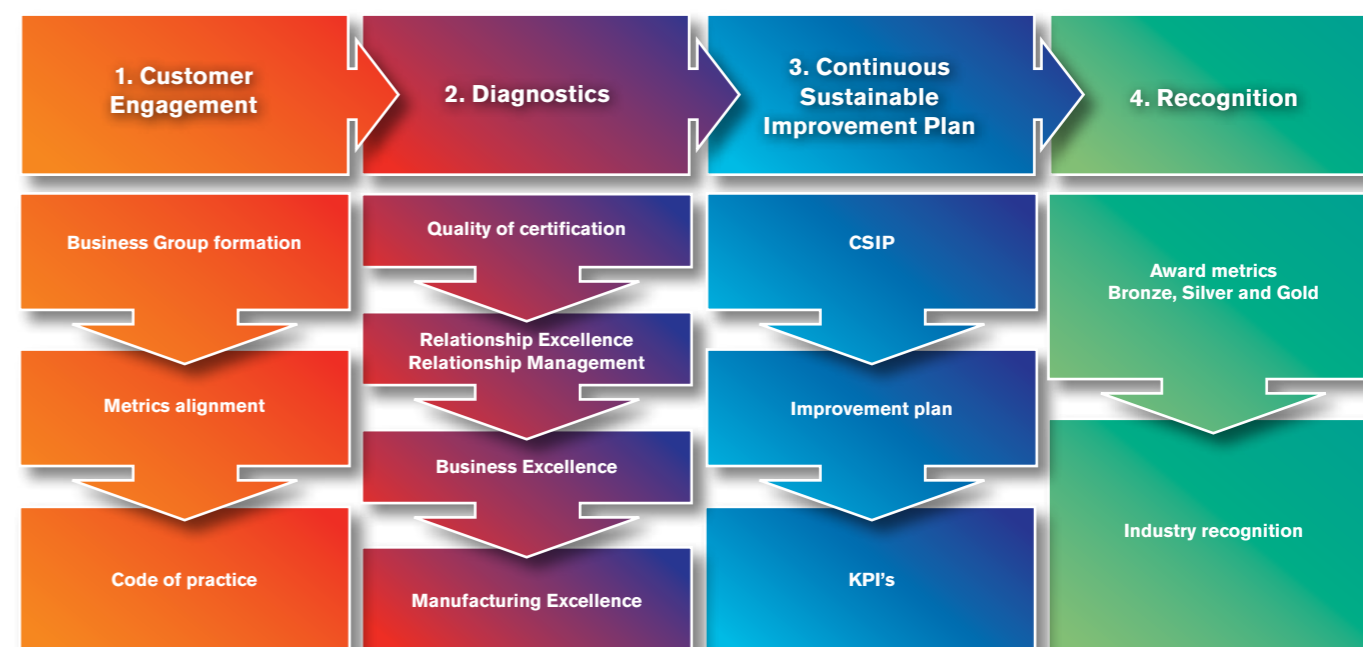 1. Customer
Engagement
2. Diagnostics
3. Continuous
Sustainable
Improvement Plan
4. Recognition
Business Group formation
Metrics alignment
Code of practice
Quality of certification
Relationship Excellence
Relationship Management
Business Excellence
Manufacturing Excellence
CSIP
Improvement plan
KPI’s
Award metrics
Bronze, Silver and Gold
Industry recognition